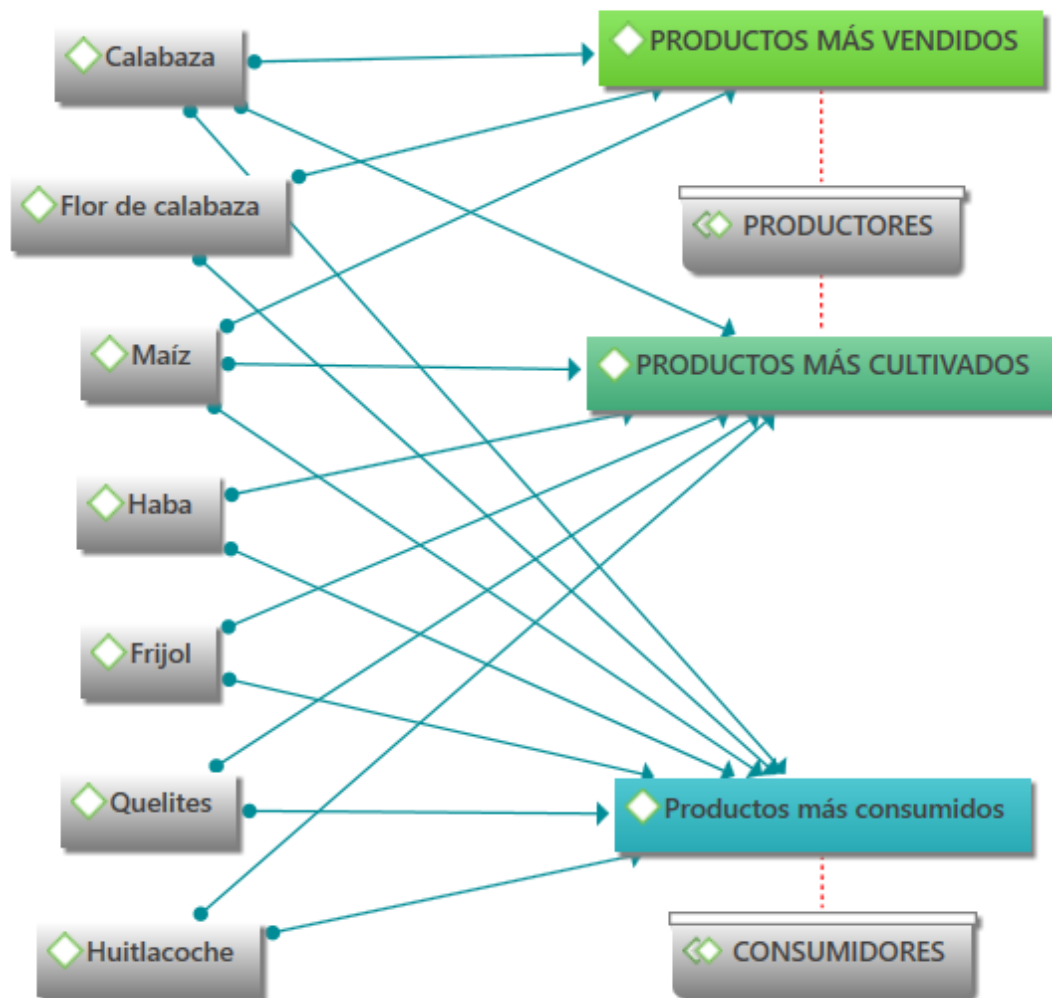 Calabaza
PRODUCTOS MÁS VENDIDOS
Flor de calabaza
PRODUCTORES
Maíz
PRODUCTOS MÁS CULTIVADOS
Haba
Frijol
Quelites
Productos más consumidos
Huitlacoche
CONSUMIDORES